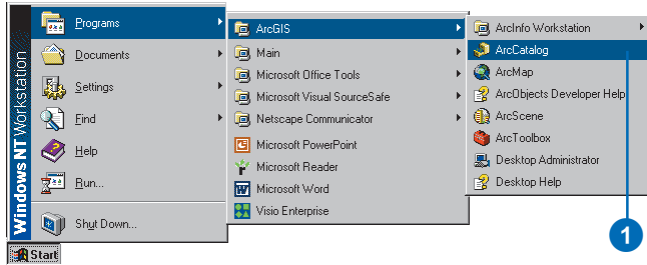 Windows NT Workstation
Programs
Documents
Settings
Find
Help
Run...
Shut Down...
Start
ArcGIS
Main
Microsoft Office Tools
Microsoft Visual SourceSafe
Netscape Communicator
Microsoft PowerPoint
Microsoft Reader
Microsoft Word
Visio Enterprise
ArcInfo Workstation
ArcCatalog
ArcMap
ArcObjects Developer Help
ArcScene
ArcToolbox
Desktop Administrator
Desktop Help
1